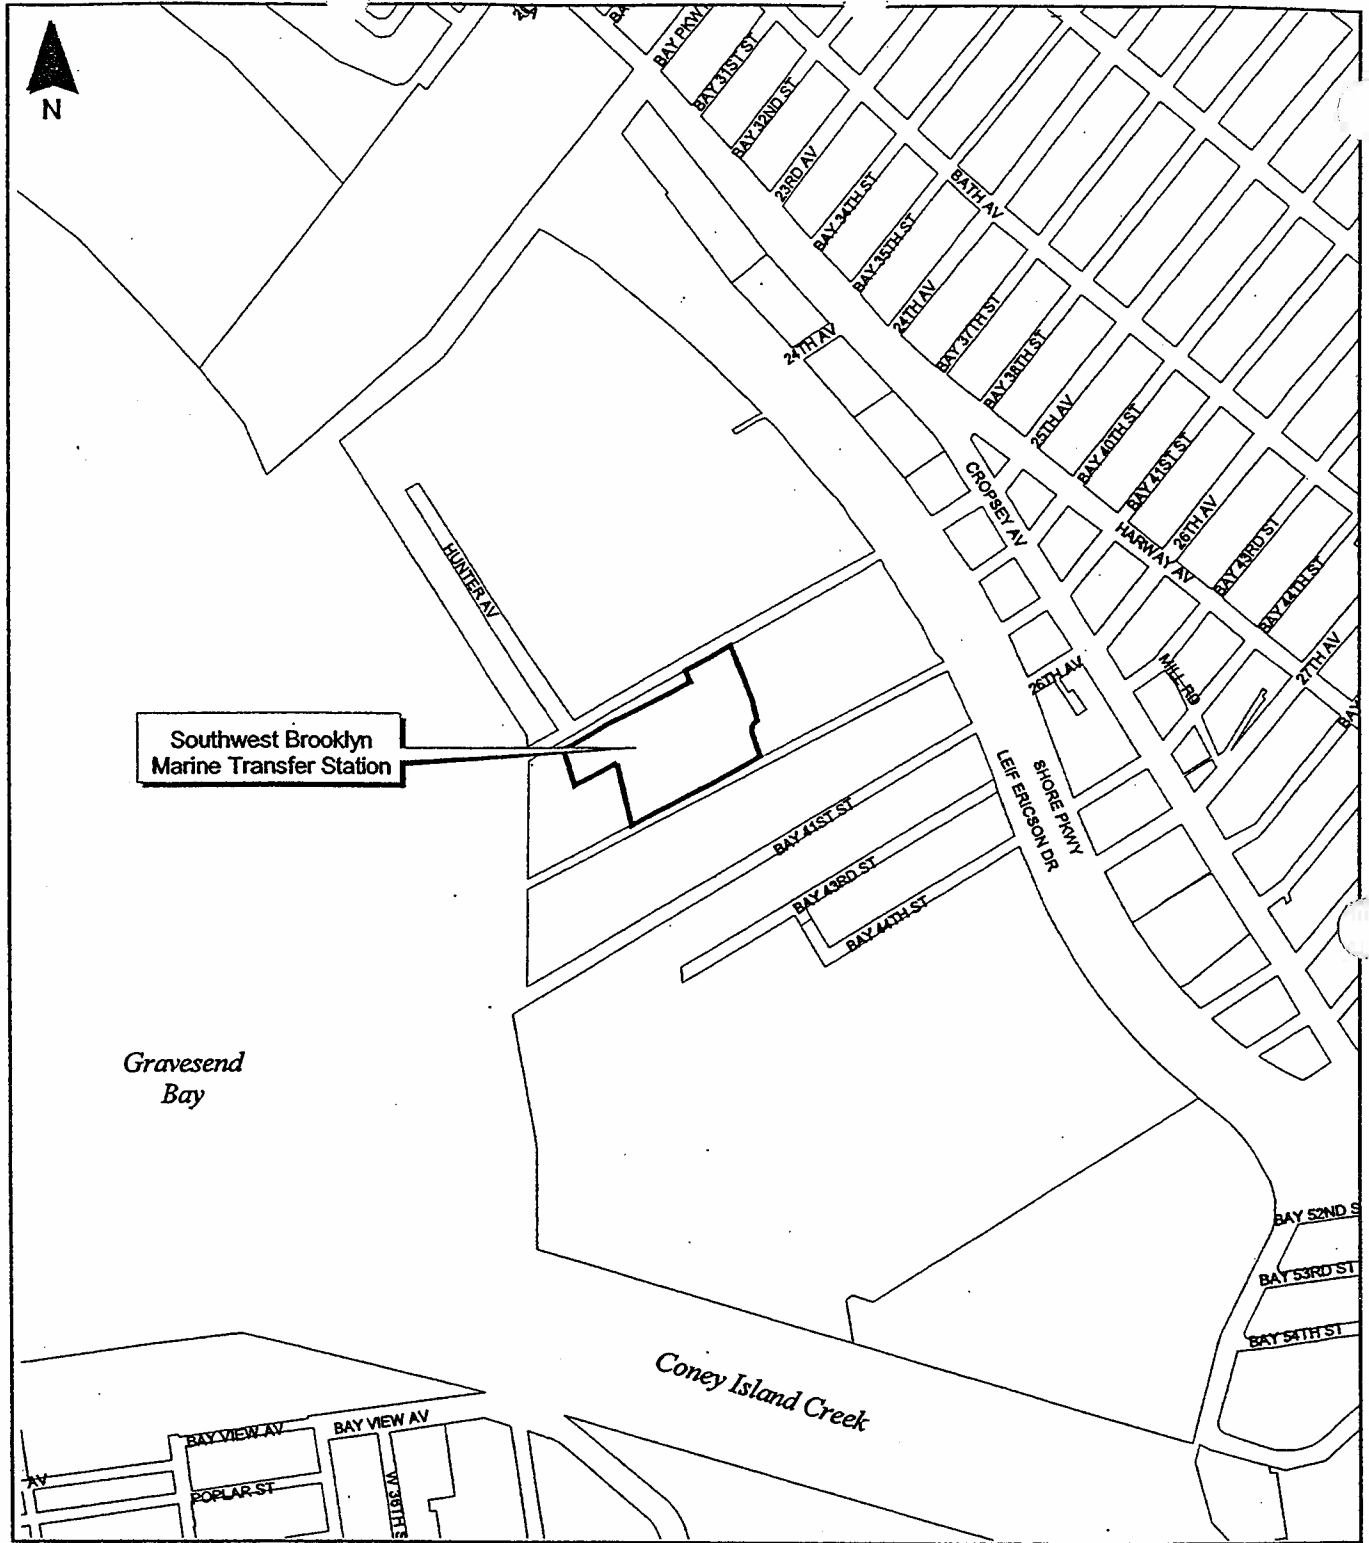 N
BAY PKWY
BAY 31ST ST
BAY 32ND ST
23RD AV
BAY 34TH ST
BAY 35TH ST
24TH AV
BAY 37TH ST
BAY 38TH ST
25TH AV
BAY 40TH ST
BAY 41ST ST
26TH AV
BAY 43RD ST
BAY 44TH ST
27TH AV
BATH AV
24TH AV
CROPSEY AV
HARWAY AV
HUNTER AV
26TH AV
MILL RD
Southwest Brooklyn
Marine Transfer Station
SHORE PKWY
LEIF ERICSON DR
BAY 41ST ST
BAY 43RD ST
BAY 44TH ST
Gravesend
Bay
BAY 52ND S
BAY 53RD ST
BAY 54TH ST
Coney Island Creek
BAY VIEW AV
BAY VIEW AV
AV
POPLAR ST
W 36TH S